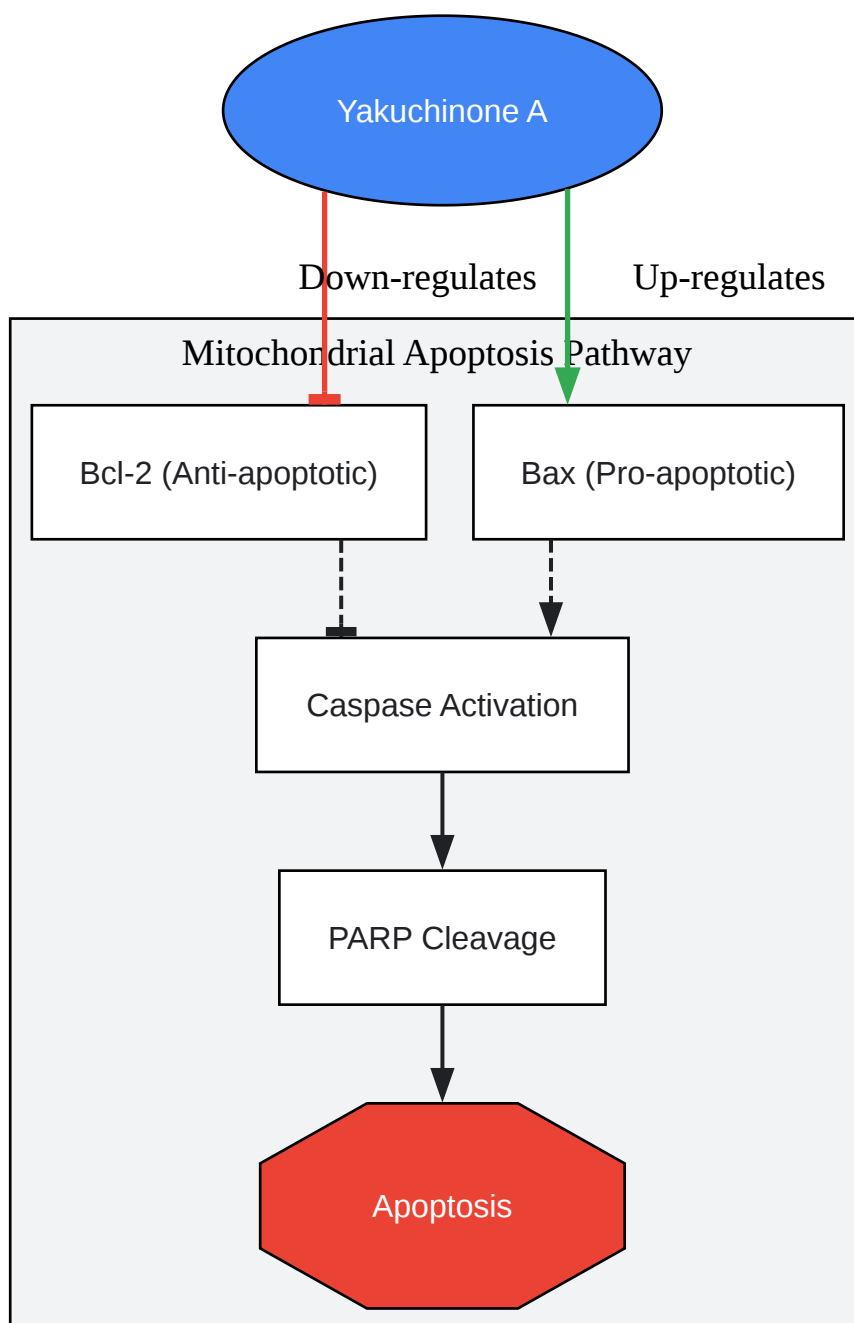 Yakuchinone A
Down-regulates
Up-regulates
Mitochondrial Apoptosis Pathway
Bcl-2 (Anti-apoptotic)
Bax (Pro-apoptotic)
Caspase Activation
PARP Cleavage
Apoptosis